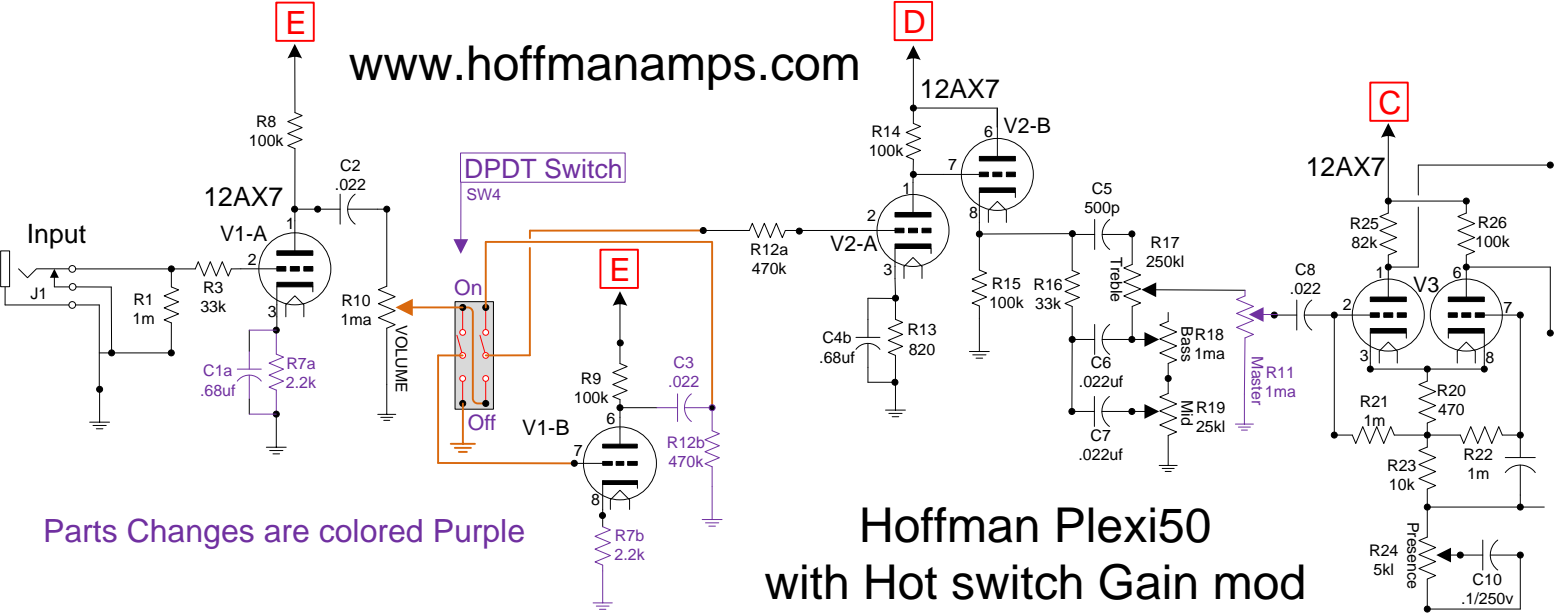 E
www.hoffmanamps.com
D
12AX7
R8
100k
C2
.022
12AX7
1
V1-A
2
3
Input
J1
R1
1m
R3
33k
C1a
.68uf
R7a
2.2k
R10
1ma
VOLUME
DPDT Switch
SW4
On
Off
E
R9
100k
6
V1-B
7
8
C3
.022
R12b
470k
R7b
2.2k
R12a
470k
R14
100k
V2-B
6
7
8
1
2
V2-A
3
C4b
.68uf
R13
820
R15
100k
R16
33k
C5
500p
R17
250kl
Treble
C6
.022uf
Bass
R18
1ma
C7
.022uf
Mid
R19
25kl
R11
1ma
Master
C8
.022
C
12AX7
R25
82k
R26
100k
1
6
V3
2
7
3
8
R20
470
R21
1m
R22
1m
R23
10k
R24
5kl
Presence
C10
.1/250v
Parts Changes are colored Purple
Hoffman Plexi50
with Hot switch Gain mod